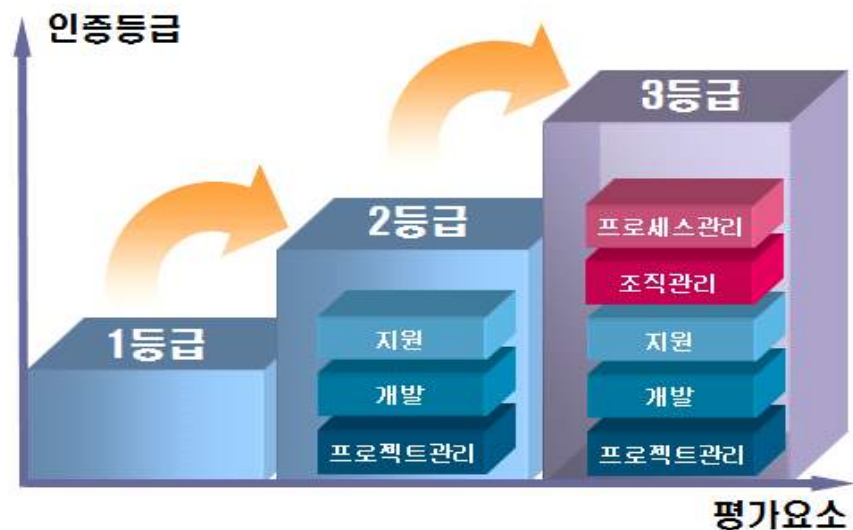 인증등급
3등급
프로세스관리
조직관리
지원
개발
프로젝트관리
2등급
지원
개발
프로젝트관리
1등급
평가요소